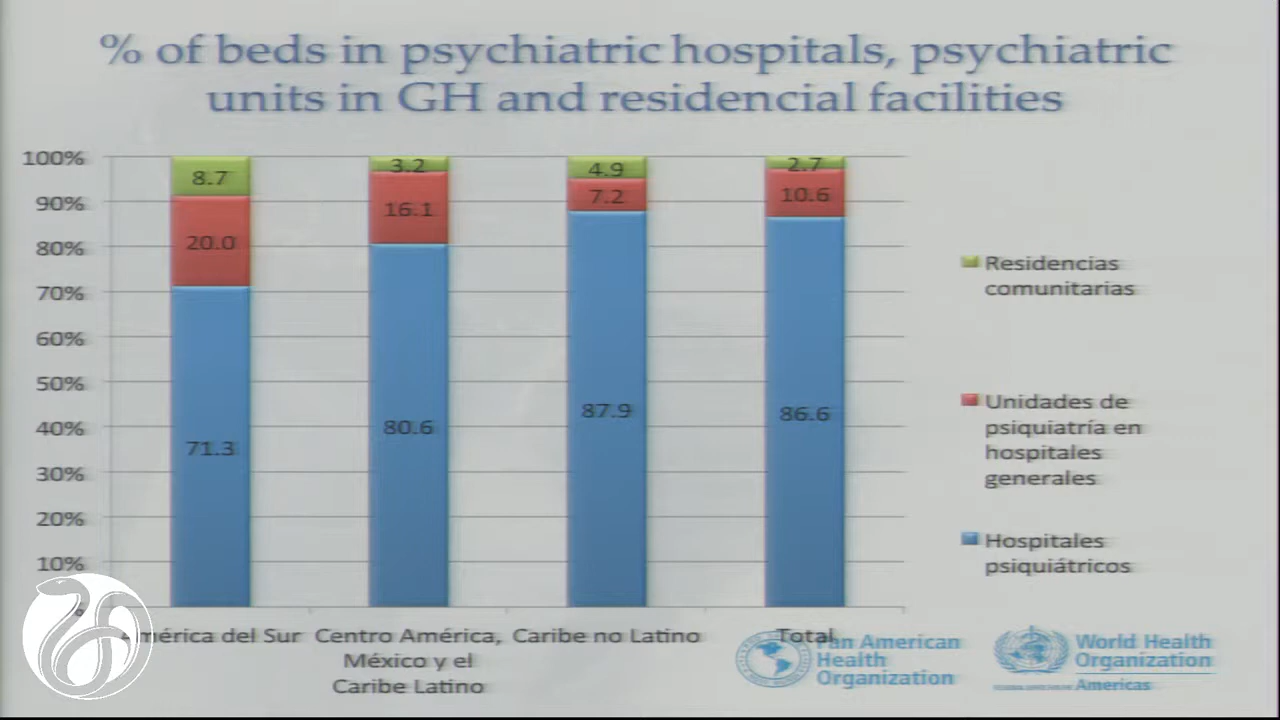 % of beds in psychiatric hospitals, psychiatric
units in GH and residencial facilities
100%
90%
80%
70%
60%
50%
40%
30%
20%
10%
8.7
20.0
71.3
3.2
16.1
80.6
4.9
7.2
87.9
2.7
10.6
86.6
Residencias
comunitarias
Unidades de
psiquiatría en
hospitales
generales
Hospitales
psiquiátricos
América del Sur
Centro América,
México y el
Caribe Latino
Caribe no Latino
Total
Pan American
Health
Organization
World Health
Organization
Americas